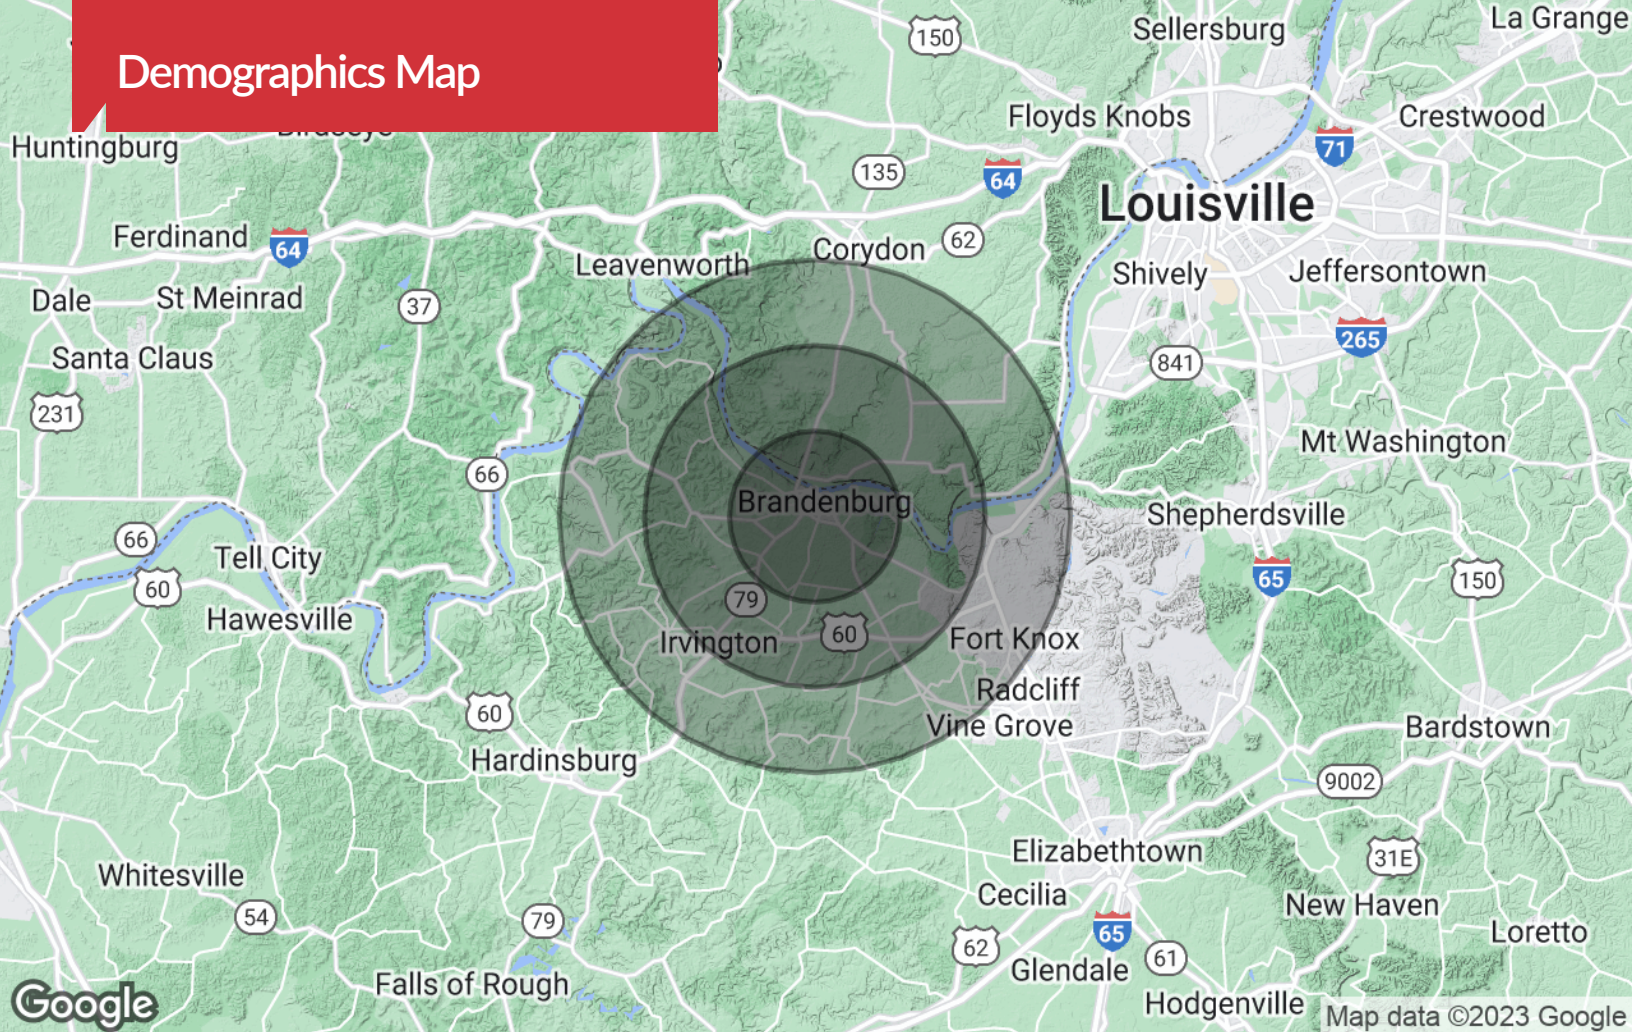 Demographics Map
150
Sellersburg
La Grange
Floyds Knobs
Crestwood
Birdseye
Huntingburg
71
135
64
Louisville
Ferdinand
64
62
Corydon
Leavenworth
Shively
Jeffersontown
Dale
St Meinrad
37
265
Santa Claus
841
231
Mt Washington
66
Brandenburg
Shepherdsville
66
Tell City
60
65
150
79
Hawesville
Irvington
60
Fort Knox
Radcliff
60
Vine Grove
Bardstown
Hardinsburg
9002
Elizabethtown
31E
Whitesville
Cecilia
New Haven
54
79
65
Loretto
62
61
Glendale
Falls of Rough
Google
Hodgenville
Map data ©2023 Google